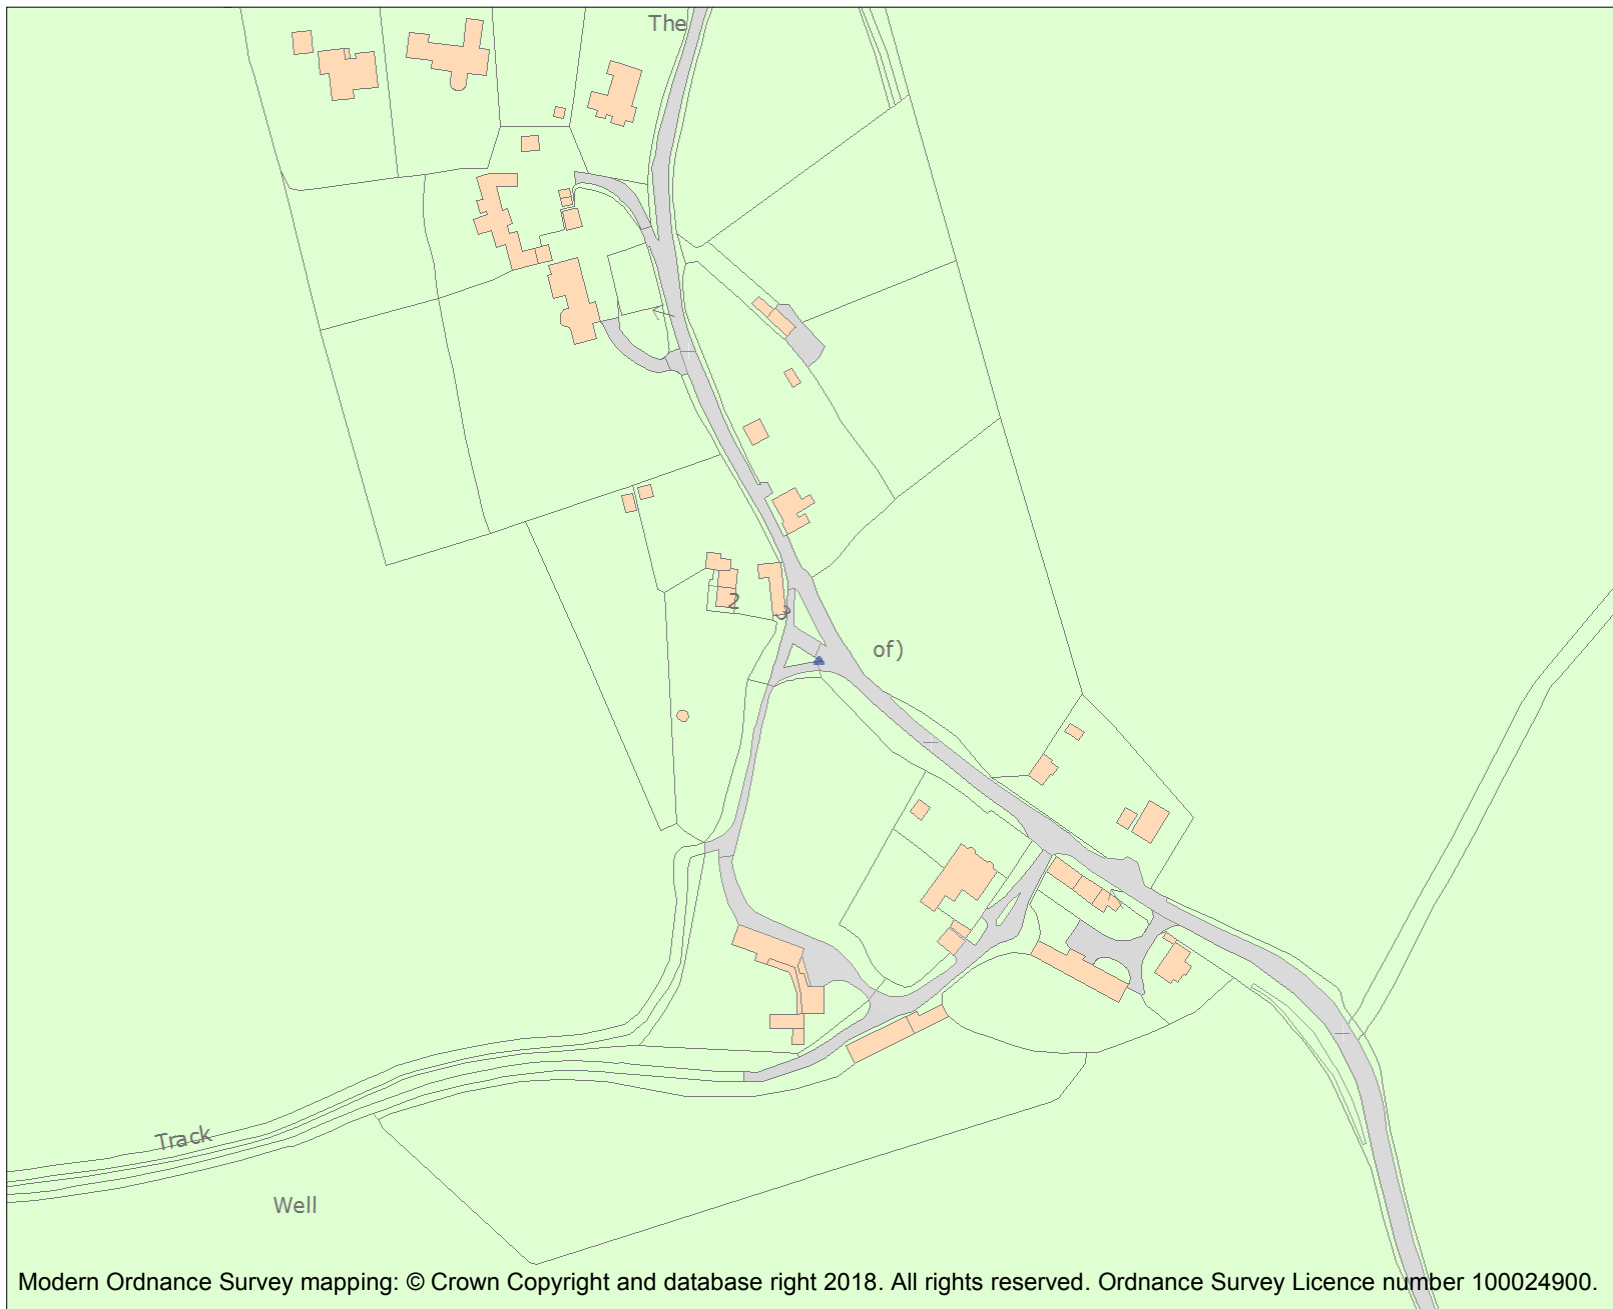 The
2
3
of)
Track
Well
Modern Ordnance Survey mapping: © Crown Copyright and database right 2018. All rights reserved. Ordnance Survey Licence number 100024900.